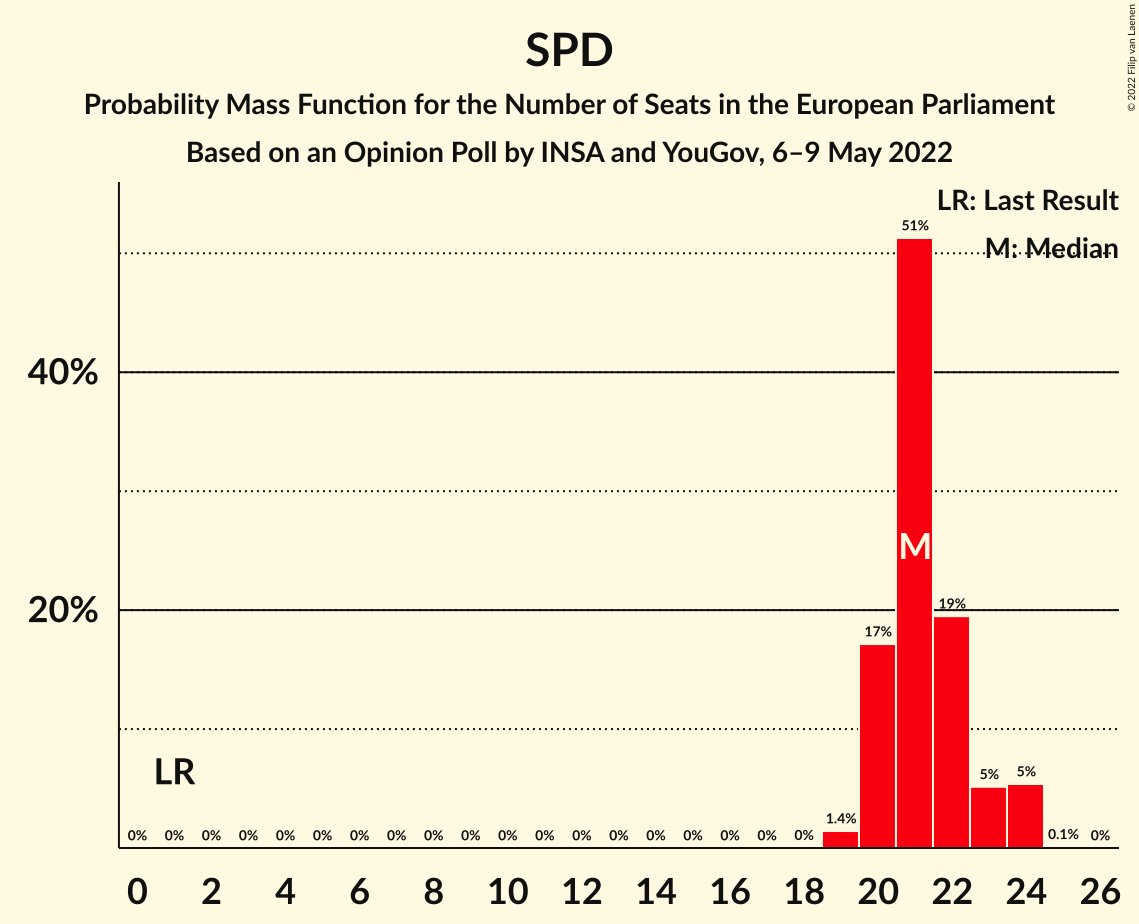 SPD
Probability Mass Function for the Number of Seats in the European Parliament
Based on an Opinion Poll by INSA and YouGov, 6–9 May 2022
© 2022 Filip van Laenen
LR: Last Result
M: Median
51%
40%
M
20%
19%
17%
LR
5% 5%
1.4%
0% 0% 0% 0% 0% 0% 0% 0% 0% 0% 0% 0% 0% 0% 0% 0% 0% 0% 0% 0.1% 0%
0 2 4 6 8 10 12 14 16 18 20 22 24 26